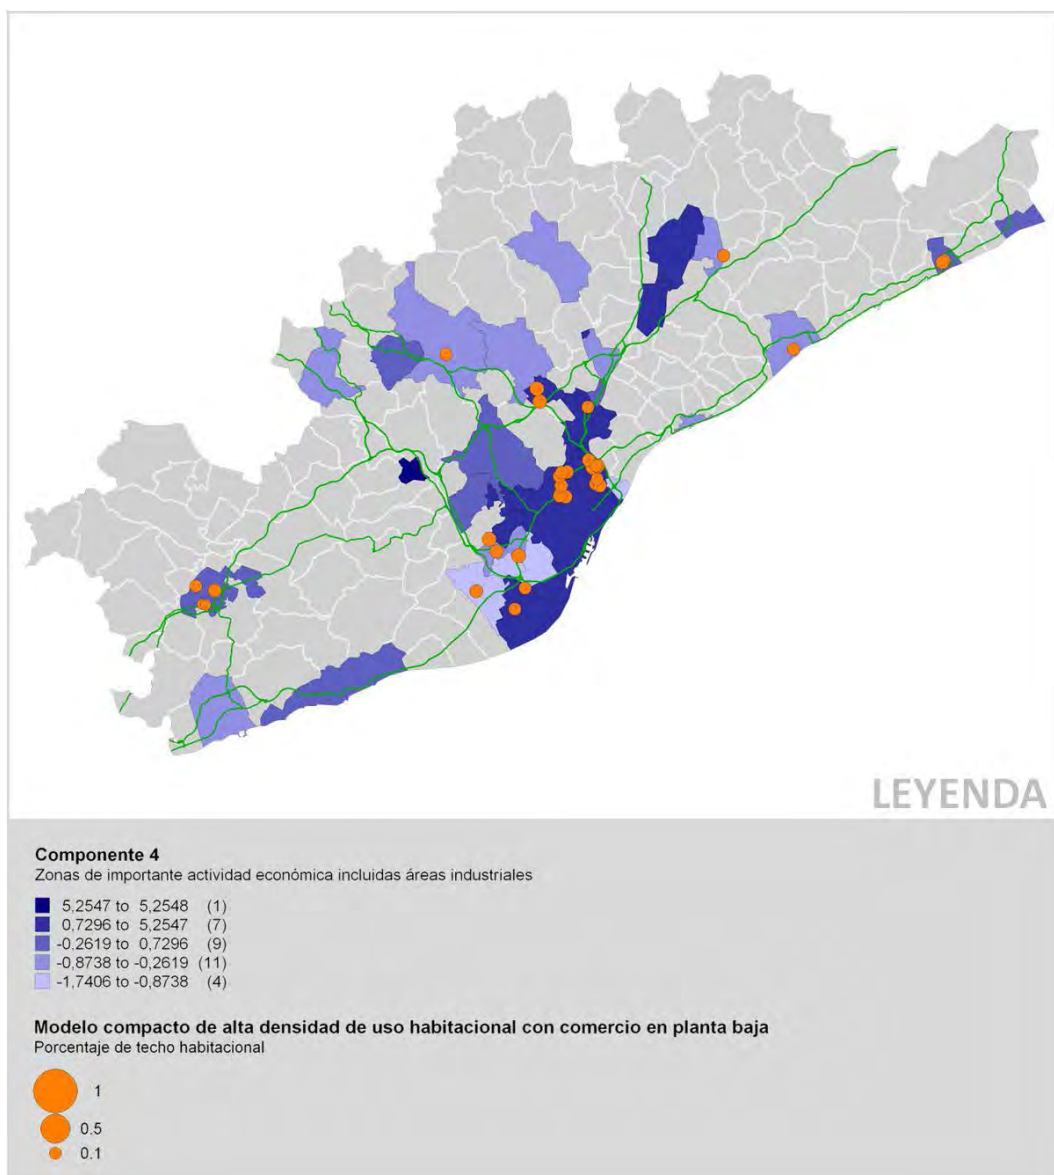 LEYENDA
Componente 4
Zonas de importante actividad económica incluidas áreas industriales
5,2547 to 5,2548 (1)
0,7296 to 5,2547 (7)
-0,2619 to 0,7296 (9)
-0,8738 to -0,2619 (11)
-1,7406 to -0,8738 (4)
Modelo compacto de alta densidad de uso habitacional con comercio en planta baja
Porcentaje de techo habitacional
1
0.5
0.1